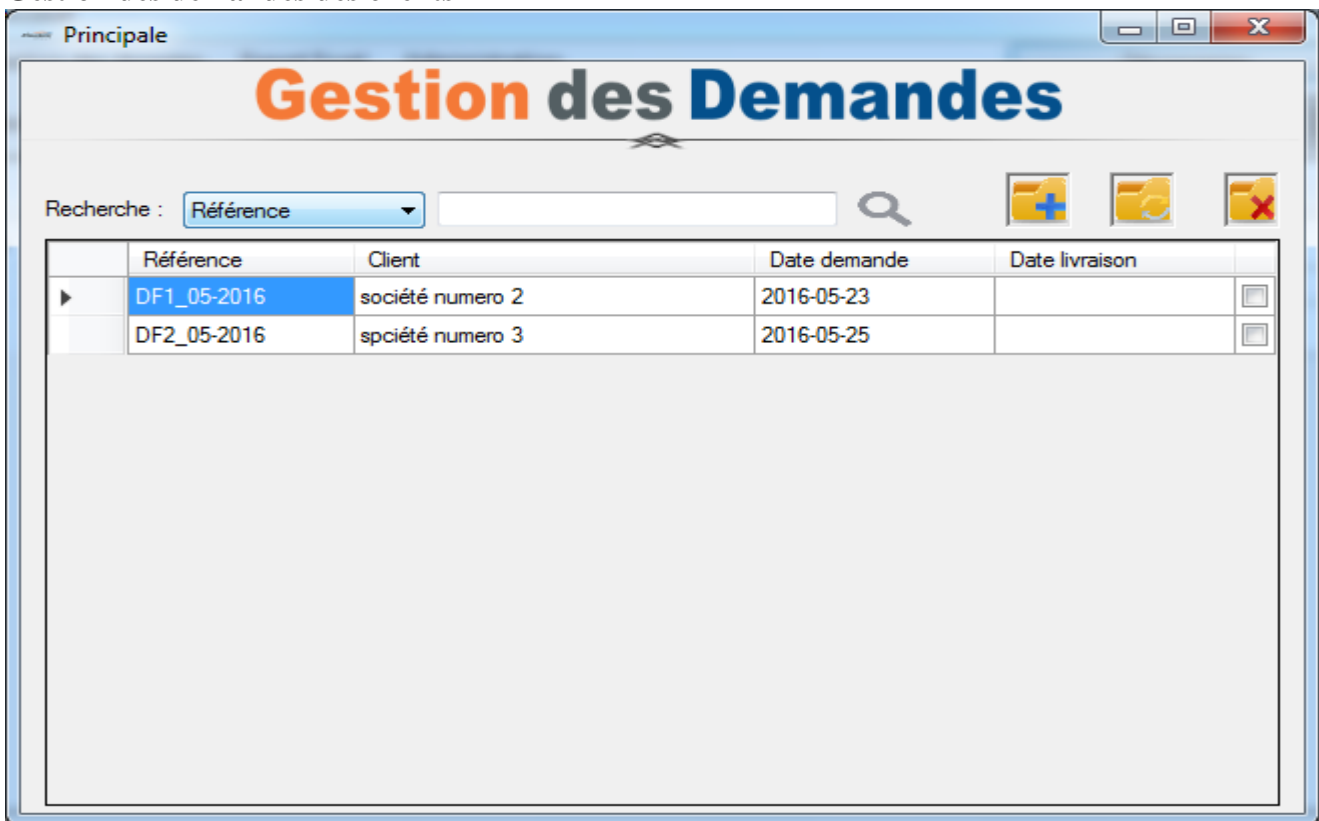 Principale
Gestion des Demandes
Recherche : Référence
Référence Client Date demande Date livraison
DF1_05-2016 société numero 2 2016-05-23
DF2_05-2016 spciété numero 3 2016-05-25